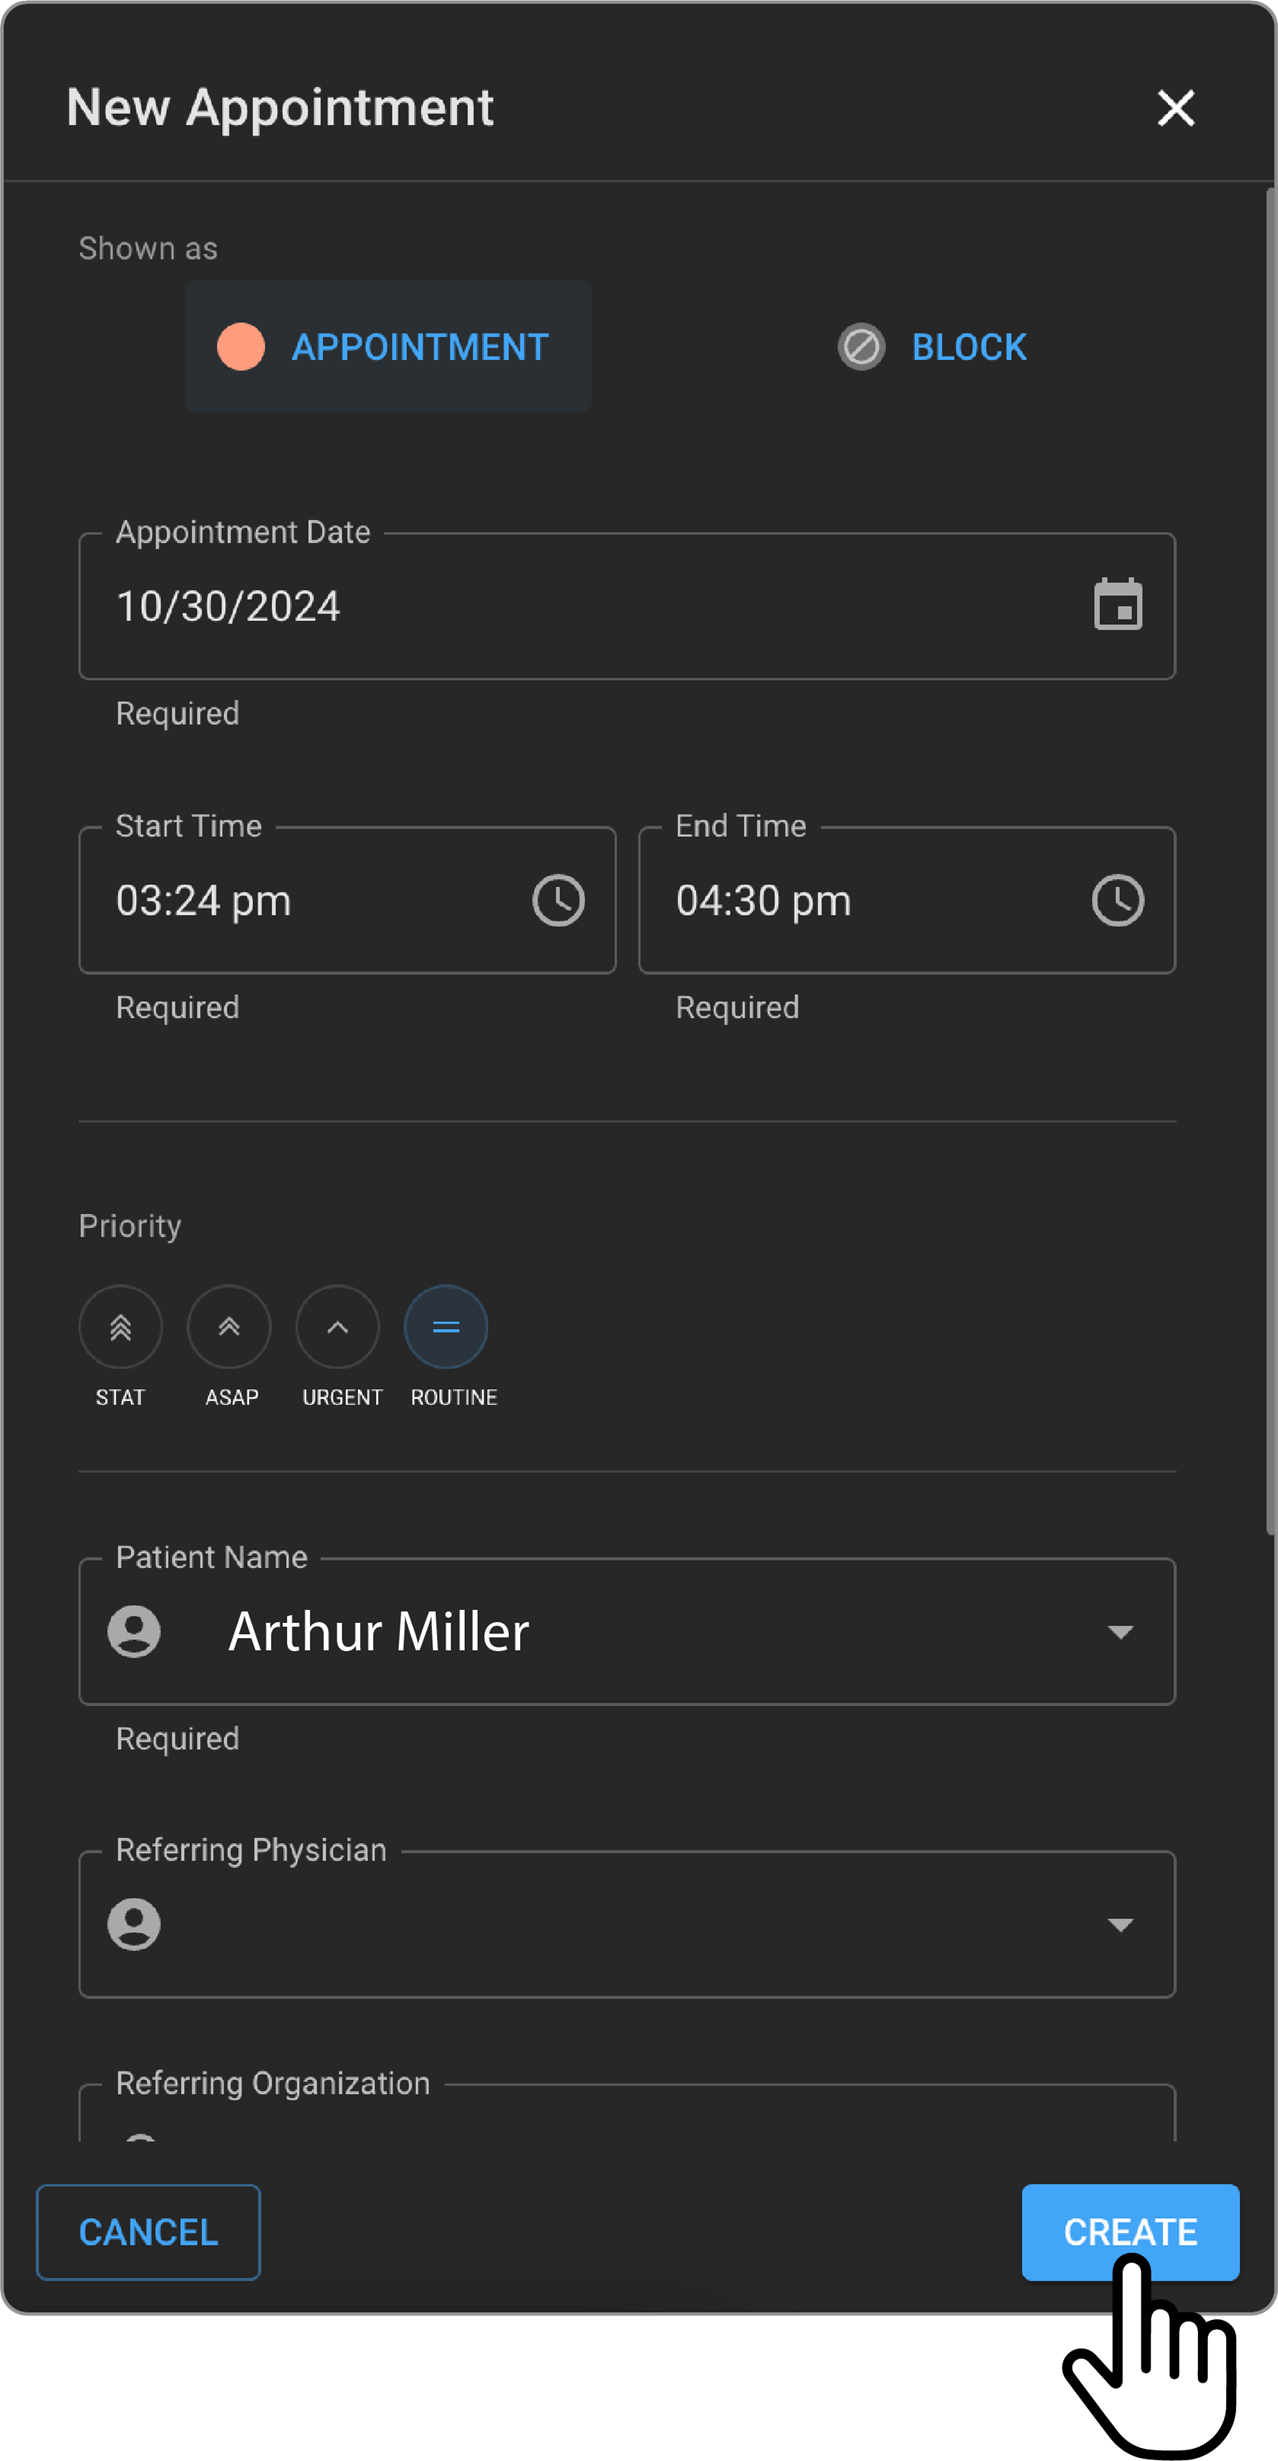 New Appointment
Shown as
APPOINTMENT BLOCK
Appointment Date
10/30/2024
Required
Start Time End Time
03:24 pm 04:30 pm
Required Required
Priority
STAT ASAP URGENT ROUTINE
Patient Name
Arthur Miller
Required
Referring Physician
Referring Organization
CANCEL CREATE